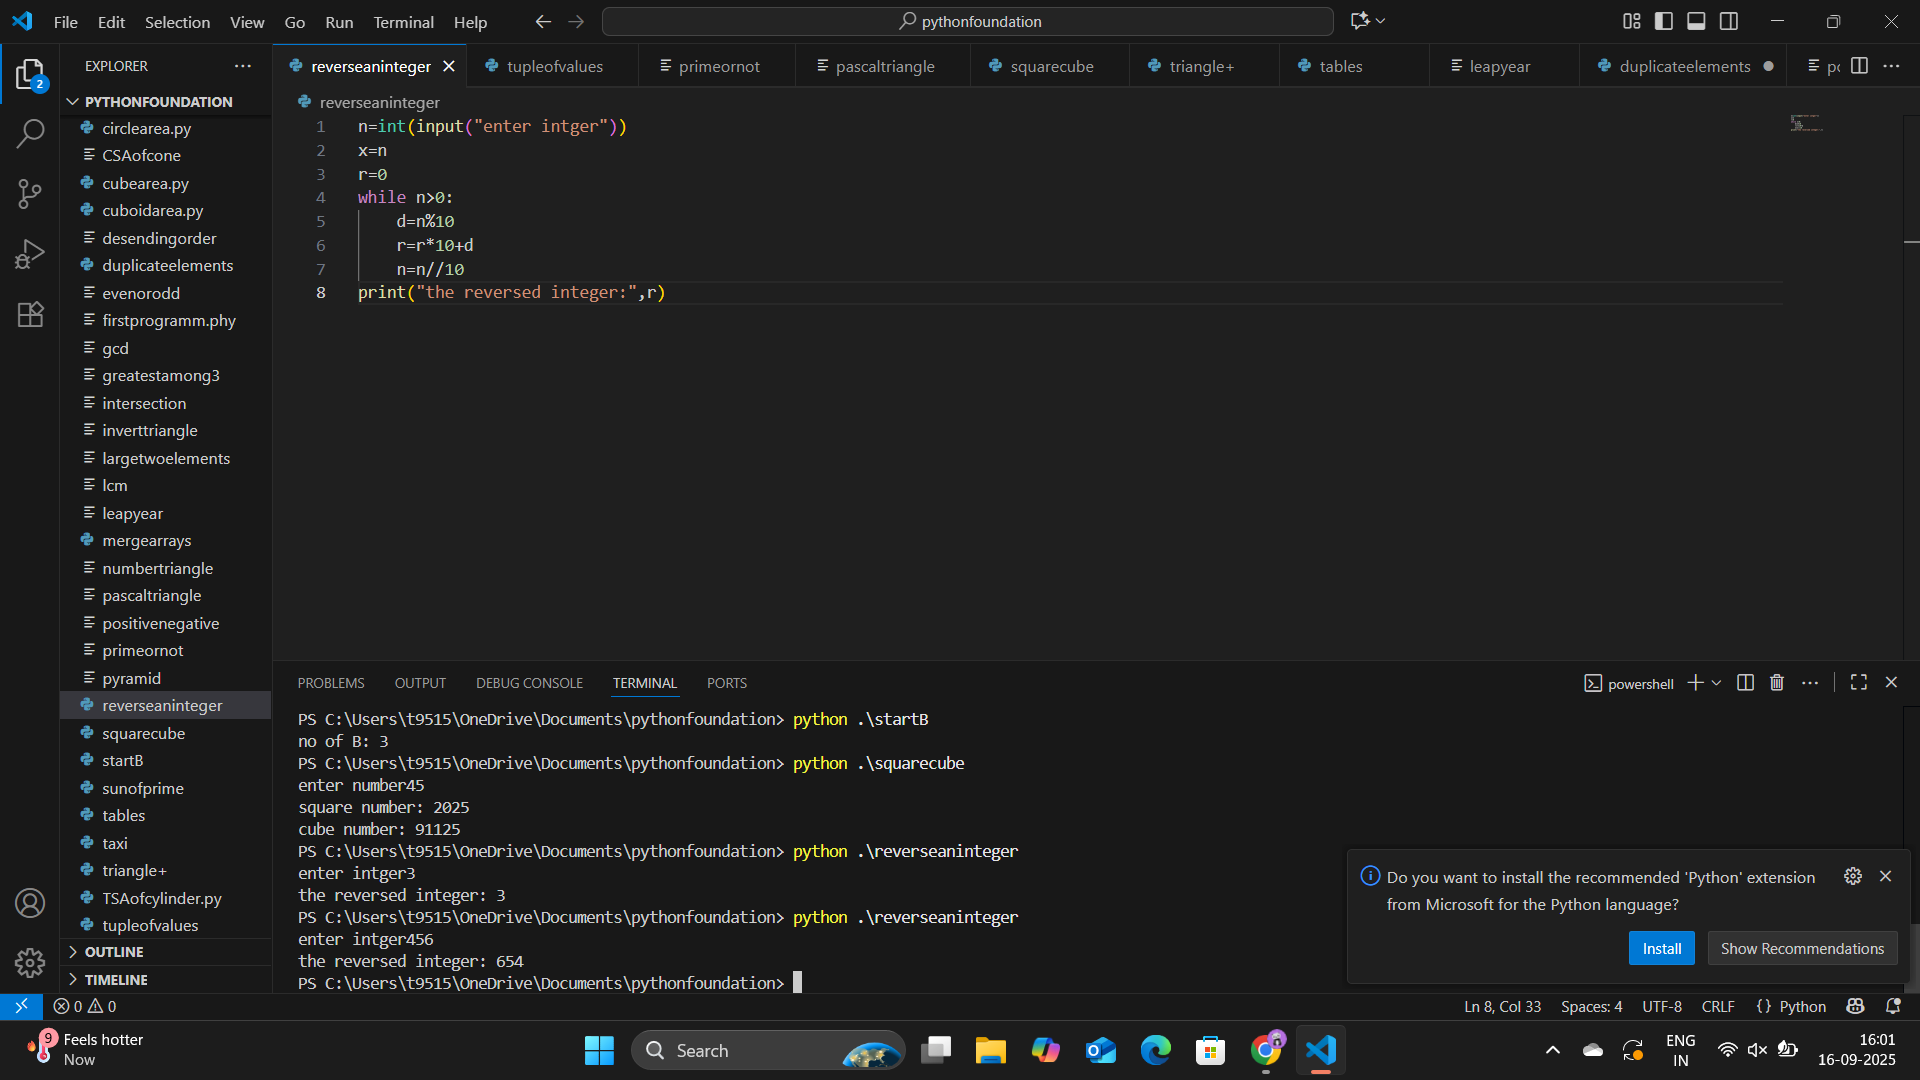 File Edit Selection View Go Run Terminal Help
pythonfoundation
EXPLORER
2
PYTHONFOUNDATION
circlearea.py
CSAofcone
cubearea.py
cuboidarea.py
desendingorder
duplicateelements
evenorodd
firstprogramm.phy
gcd
greatestamong3
intersection
inverttriangle
largetwoelements
lcm
leapyear
mergearrays
numbertriangle
pascaltriangle
positivenegative
primeornot
pyramid
reverseaninteger
squarecube
startB
sunofprime
tables
taxi
triangle+
TSAofcylinder.py
tupleofvalues
OUTLINE
TIMELINE
reverseaninteger tupleofvalues primeornot pascaltriangle squarecube triangle+ tables leapyear duplicateelements
reverseaninteger
1 n=int(input("enter intger"))
2 x=n
3 r=0
4 while n>0:
5 d=n%10
6 r=r*10+d
7 n=n//10
8 print("the reversed integer:",r)
PROBLEMS OUTPUT DEBUG CONSOLE TERMINAL PORTS
powershell
PS C:\Users\t9515\OneDrive\Documents\pythonfoundation> python .\startB
no of B: 3
PS C:\Users\t9515\OneDrive\Documents\pythonfoundation> python .\squarecube
enter number45
square number: 2025
cube number: 91125
PS C:\Users\t9515\OneDrive\Documents\pythonfoundation> python .\reverseaninteger
enter intger3
the reversed integer: 3
PS C:\Users\t9515\OneDrive\Documents\pythonfoundation> python .\reverseaninteger
enter intger456
the reversed integer: 654
PS C:\Users\t9515\OneDrive\Documents\pythonfoundation>
Do you want to install the recommended 'Python' extension
from Microsoft for the Python language?
Install Show Recommendations
0 0
Ln 8, Col 33 Spaces: 4 UTF-8 CRLF {} Python
9
Feels hotter
Now
Search
ENG
IN
16:01
16-09-2025